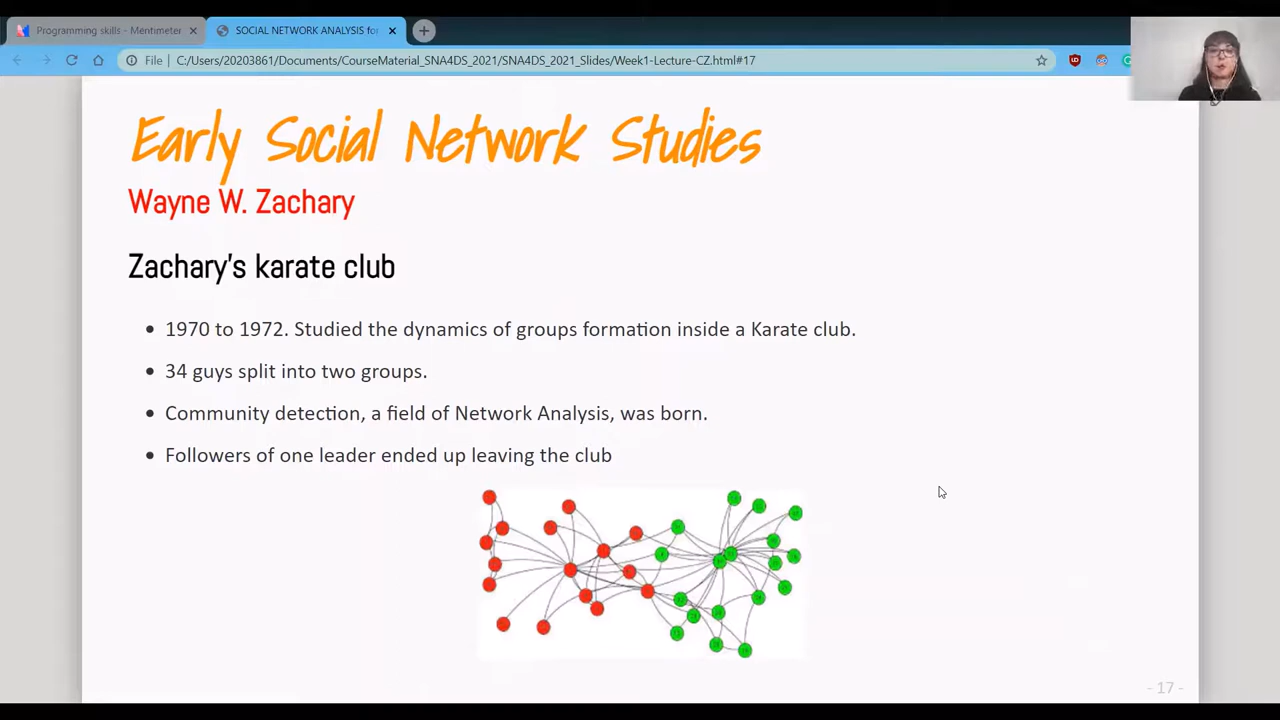 Programming skills - Mentimeter
SOCIAL NETWORK ANALYSIS for
File
C:/Users/20203861/Documents/CourseMaterial_SNA4DS_2021/SNA4DS_2021_Slides/Week1-Lecture-CZ.html#17
Early Social Network Studies
Wayne W. Zachary
Zachary's karate club
• 1970 to 1972. Studied the dynamics of groups formation inside a Karate club.
• 34 guys split into two groups.
• Community detection, a field of Network Analysis, was born.
• Followers of one leader ended up leaving the club
- 17 -